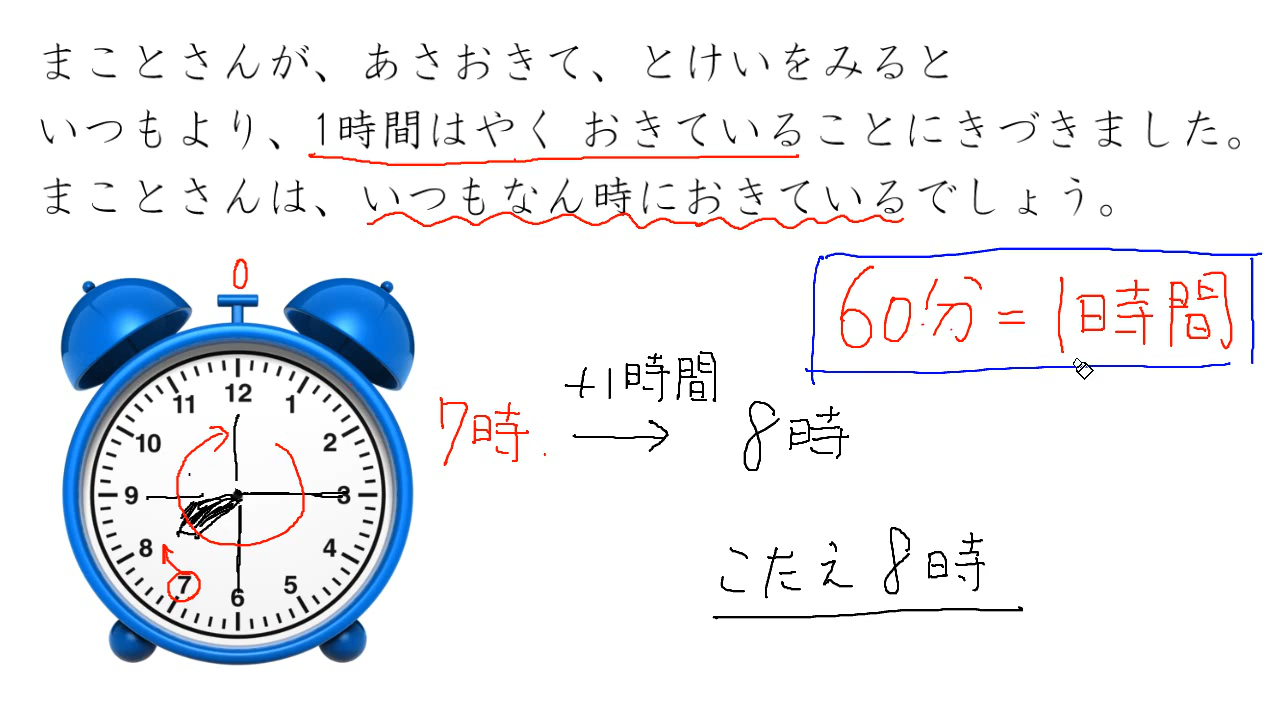 まことさんが、あさおきて、とけいをみると
いつもより、1時間はやく おきていることにきづきました。
まことさんは、いつもなん時におきているでしょう。
0
60分=1時間
12
11 1
10 2
9 3
8 4
7 5
6
+1時間
7時. → 8時
こたえ 8時